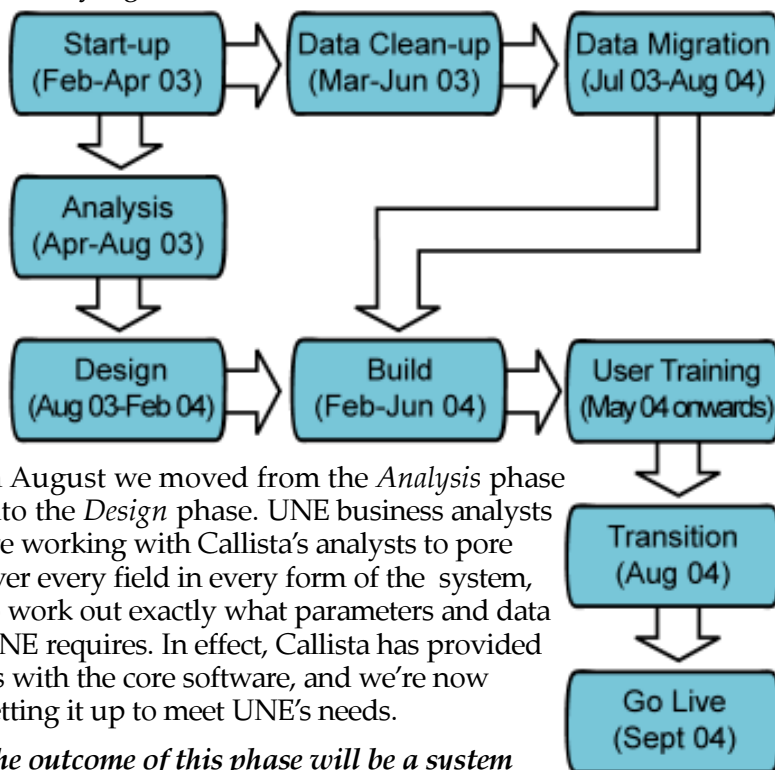 Start-up
(Feb-Apr 03)
Data Clean-up
(Mar-Jun 03)
Data Migration
(Jul 03-Aug 04)
Analysis
(Apr-Aug 03)
Design
(Aug 03-Feb 04)
Build
(Feb-Jun 04)
User Training
(May 04 onwards)
August we moved from the Analysis phase
the Design phase. UNE business analysts
working with Callista's analysts to pore
every field in every form of the system,
work out exactly what parameters and data
requires. In effect, Callista has provided
with the core software, and we're now
it up to meet UNE's needs.
outcome of this phase will be a system
Transition
(Aug 04)
Go Live
(Sept 04)